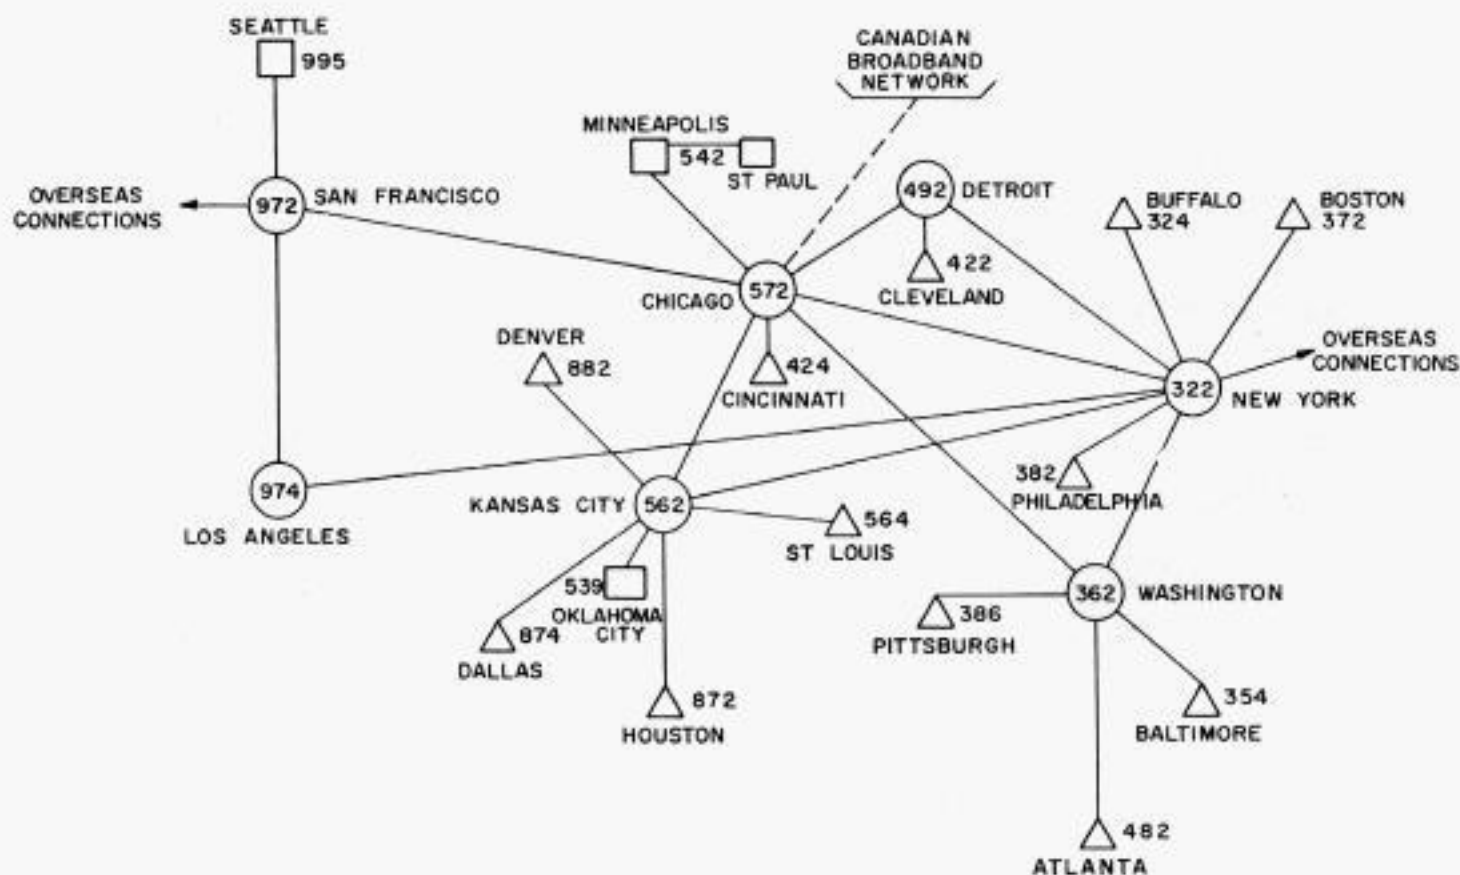 SEATTLE
995
CANADIAN
BROADBAND
NETWORK
MINNEAPOLIS
542
ST PAUL
492
DETROIT
OVERSEAS
CONNECTIONS
972
SAN FRANCISCO
BUFFALO
324
BOSTON
372
422
CLEVELAND
CHICAGO
572
DENVER
882
424
CINCINNATI
OVERSEAS
CONNECTIONS
322
NEW YORK
974
LOS ANGELES
KANSAS CITY
562
564
ST LOUIS
382
PHILADELPHIA
539
OKLAHOMA
CITY
874
DALLAS
872
HOUSTON
362
WASHINGTON
386
PITTSBURGH
354
BALTIMORE
482
ATLANTA